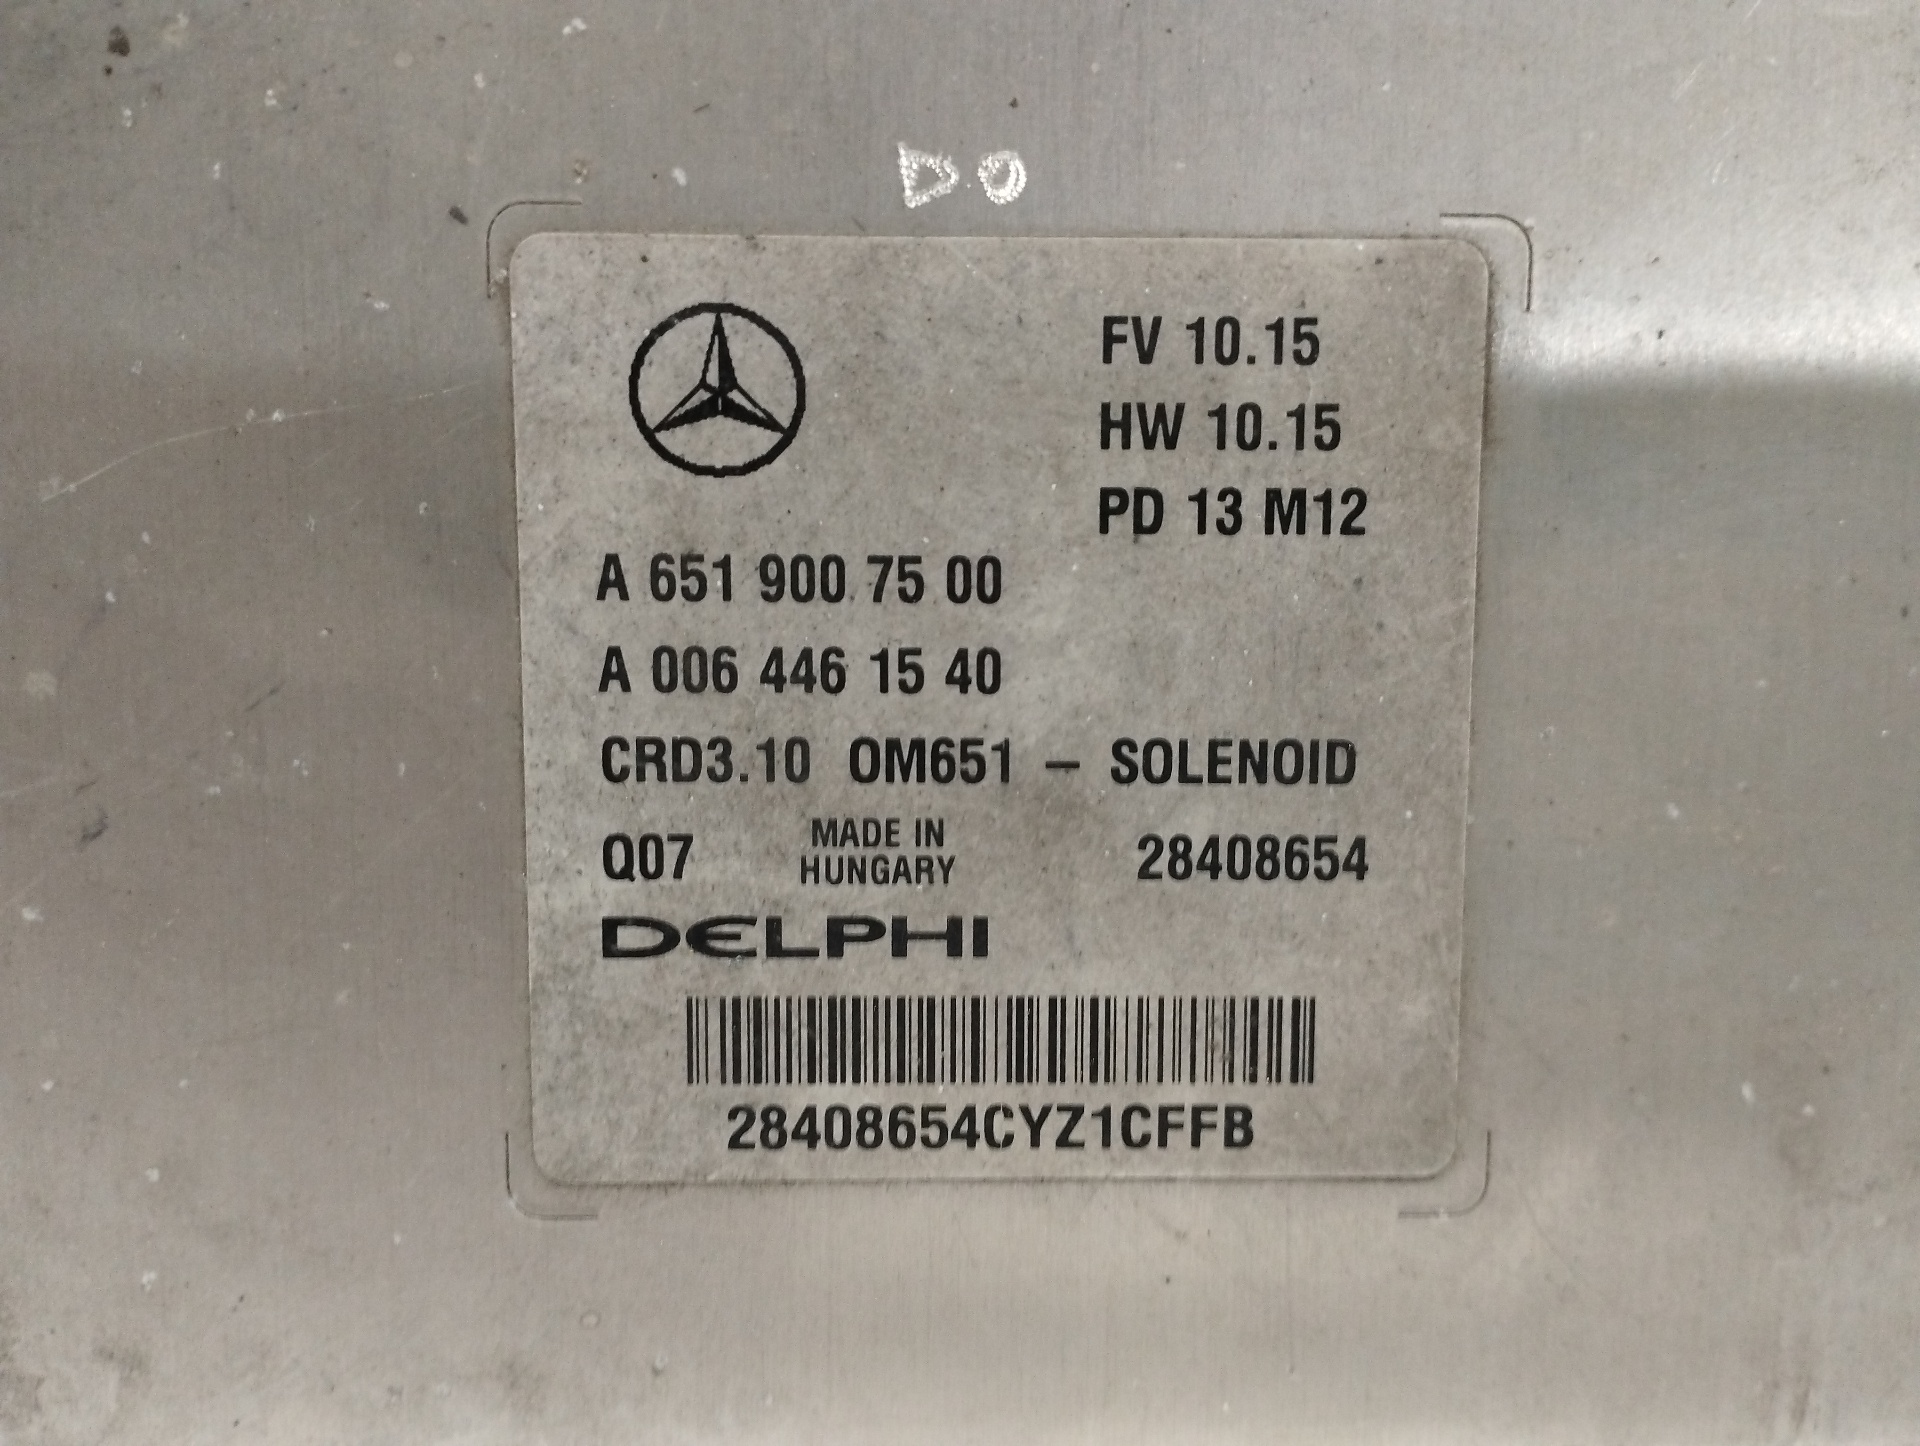 DO
FV 10.15
HW 10.15
PD 13 M12
A 651 900 75 00
A 006 446 15 40
CRD3.10 OM651 – SOLENOID
Q07 MADE IN HUNGARY 28408654
DELPHI
28408654CYZ1CFFB